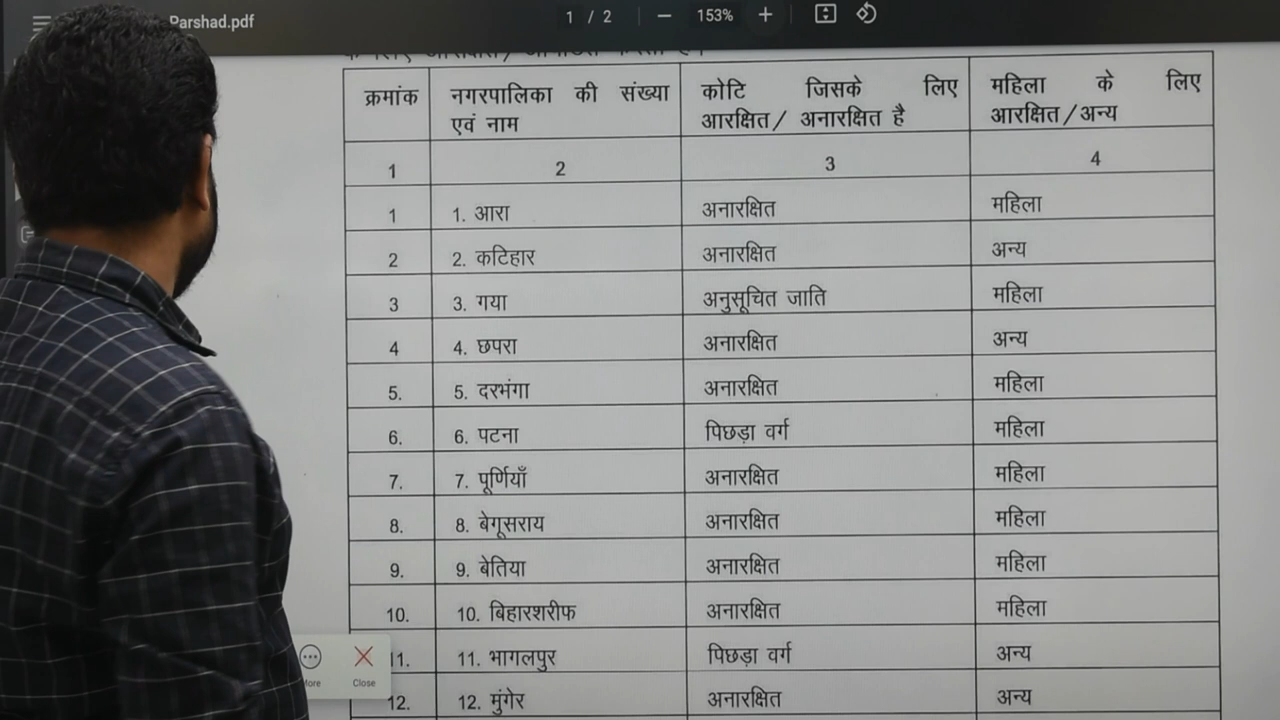 Parshad.pdf
1 / 2
153%
क्रमांक
नगरपालिका की संख्या
एवं नाम
कोटि जिसके लिए
आरक्षित/ अनारक्षित है
महिला के लिए
आरक्षित/अन्य
1 2 3 4
1 1. आरा अनारक्षित महिला
2 2. कटिहार अनारक्षित अन्य
3 3. गया अनुसूचित जाति महिला
4 4. छपरा अनारक्षित अन्य
5. 5. दरभंगा अनारक्षित महिला
6. 6. पटना पिछड़ा वर्ग महिला
7. 7. पूर्णियाँ अनारक्षित महिला
8. 8. बेगूसराय अनारक्षित महिला
9. 9. बेतिया अनारक्षित महिला
10. 10. बिहारशरीफ अनारक्षित महिला
11. 11. भागलपुर पिछड़ा वर्ग अन्य
More Close
12. 12. मुंगेर अनारक्षित अन्य